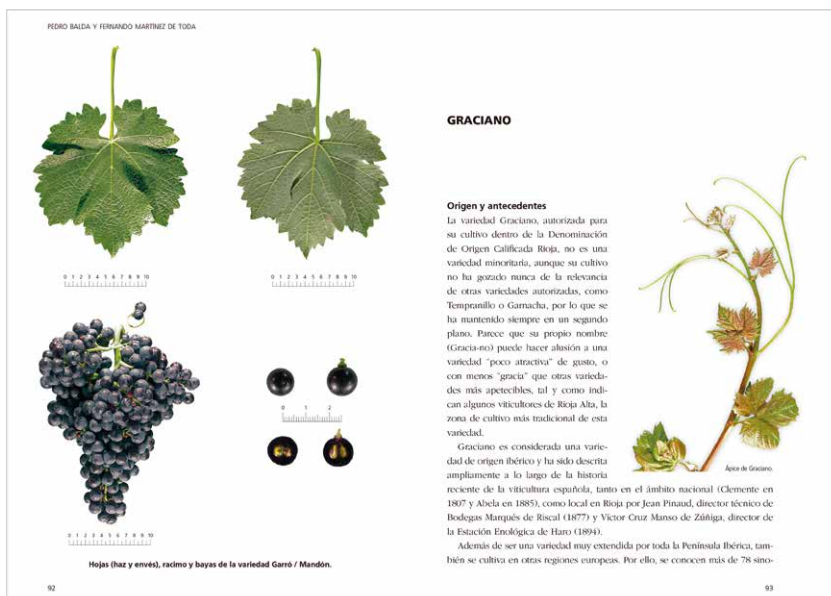 PEDRO BALDA Y FERNANDO MARTÍNEZ DE TODA
0 1 2 3 4 5 6 7 8 9 10
0 1 2 3 4 5 6 7 8 9 10
0 1 2
0 1 2 3 4 5 6 7 8 9 10
Hojas (haz y envés), racimo y bayas de la variedad Garró / Mandón.
92
GRACIANO
Origen y antecedentes
La variedad Graciano, autorizada para
su cultivo dentro de la Denominación
de Origen Calificada Rioja, no es una
variedad minoritaria, aunque su cultivo
no ha gozado nunca de la relevancia
de otras variedades autorizadas, como
Tempranillo o Garnacha, por lo que se
ha mantenido siempre en un segundo
plano. Parece que su propio nombre
(Gracia-no) puede hacer alusión a una
variedad "poco atractiva" de gusto, o
con menos "gracia" que otras varieda-
des más apetecibles, tal y como indi-
can algunos viticultores de Rioja Alta, la
zona de cultivo más tradicional de esta
variedad.
Graciano es considerada una varie-
dad de origen ibérico y ha sido descrita
ampliamente a lo largo de la historia
Ápice de Graciano.
reciente de la viticultura española, tanto en el ámbito nacional (Clemente en
1807 y Abela en 1885), como local en Rioja por Jean Pinaud, director técnico de
Bodegas Marqués de Riscal (1877) y Víctor Cruz Manso de Zúñiga, director de
la Estación Enológica de Haro (1894).
Además de ser una variedad muy extendida por toda la Península Ibérica, tam-
bién se cultiva en otras regiones europeas. Por ello, se conocen más de 78 sino-
93